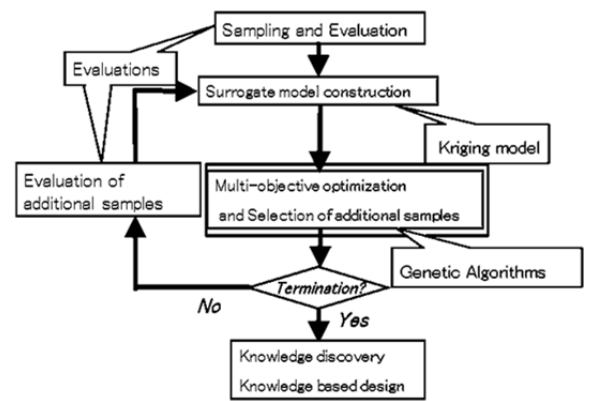 Sampling and Evaluation
Evaluations
Surrogate model construction
Kriging model
Evaluation of
additional samples
Multi-objective optimization
and Selection of additional samples
Genetic Algorithms
Termination?
No
Yes
Knowledge discovery
Knowledge based design